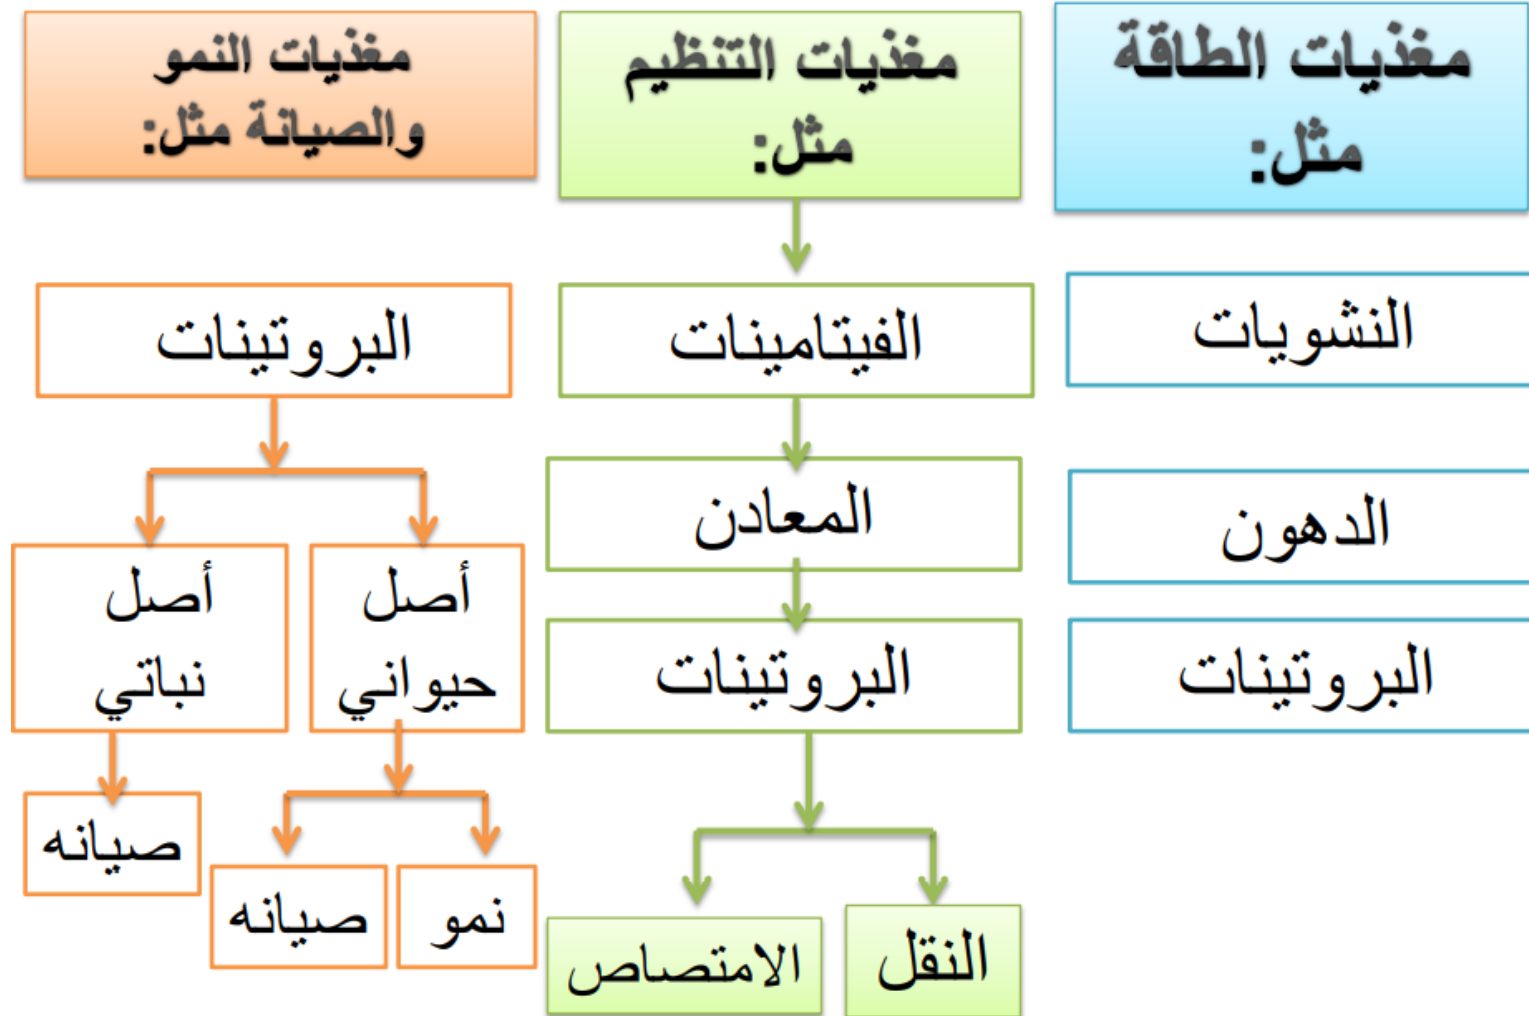 مغذيات الطاقة
مثل:
النشويات
الدهون
البروتينات
مغذيات التنظيم
مثل:
الفيتامينات
المعادن
البروتينات
النقل
الامتصاص
مغذيات النمو
والصيانة مثل:
البروتينات
أصل
حيواني
نمو
صيانه
أصل
نباتي
صيانه